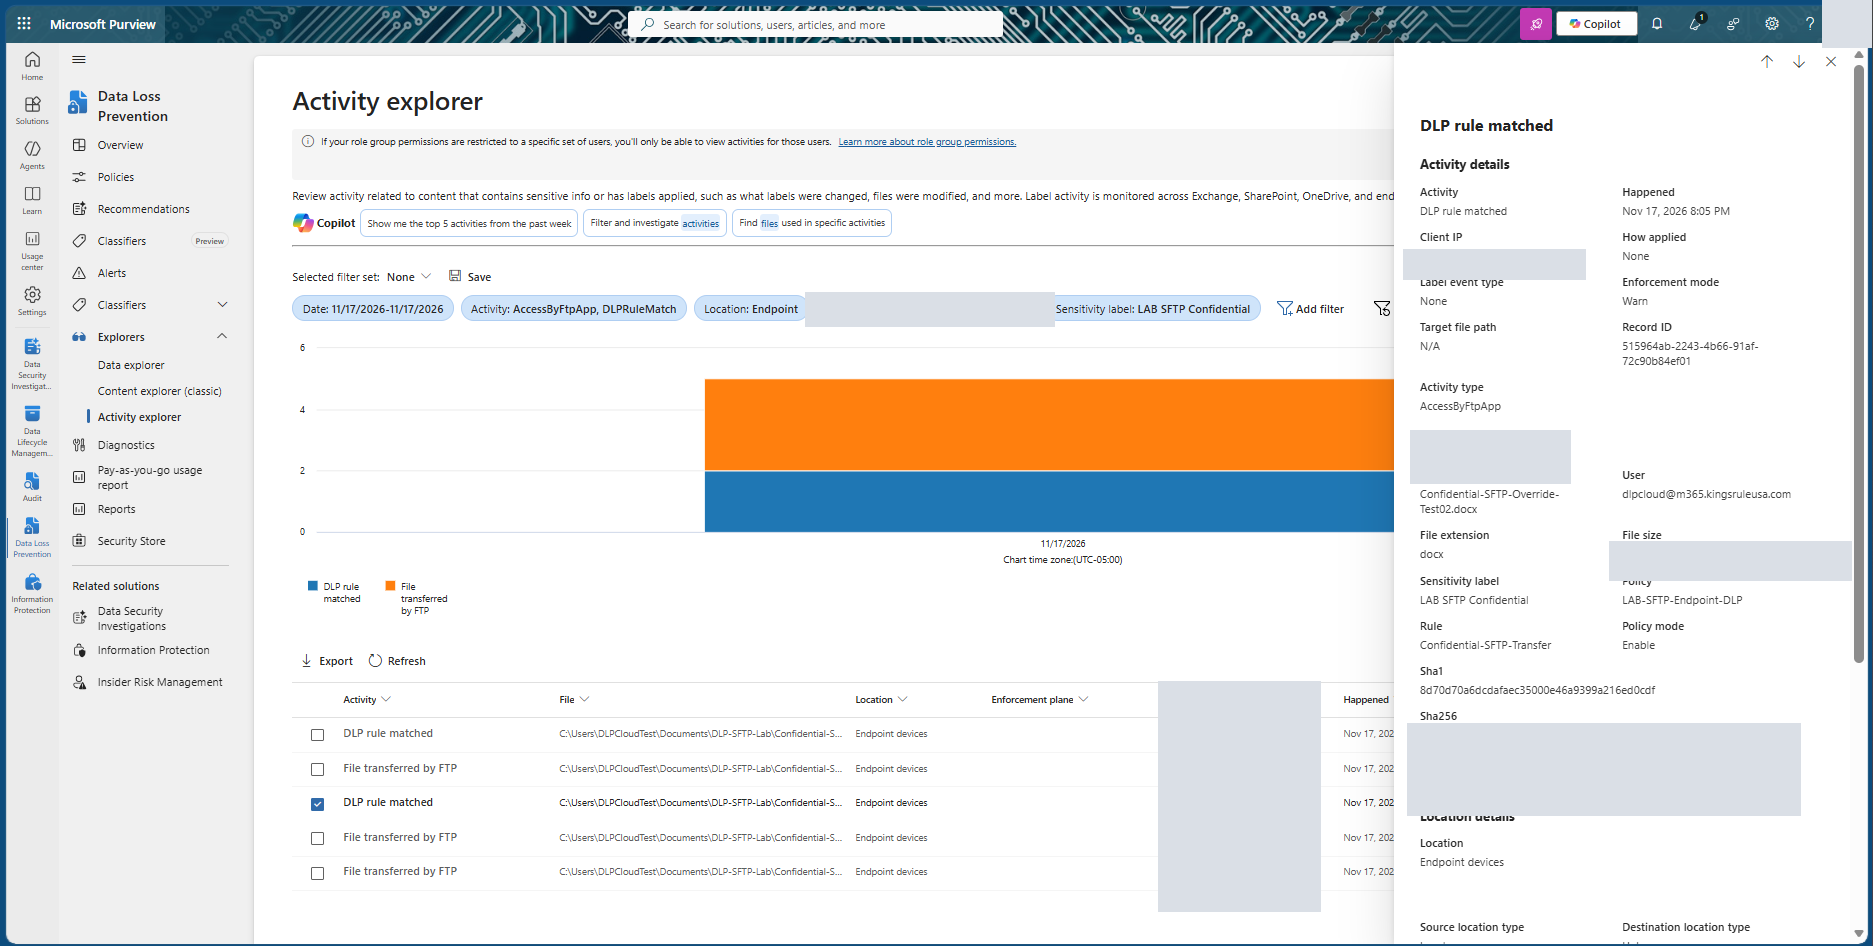 Microsoft Purview
Search for solutions, users, articles, and more
Copilot
1
?
Home
Solutions
Agents
Learn
Usage center
Settings
Data Security Investigat...
Data Lifecycle Managem...
Audit
Data Loss Prevention
Information Protection
Data Loss Prevention
Overview
Policies
Recommendations
Classifiers Preview
Alerts
Classifiers
Explorers
Data explorer
Content explorer (classic)
Activity explorer
Diagnostics
Pay-as-you-go usage report
Reports
Security Store
Related solutions
Data Security Investigations
Information Protection
Insider Risk Management
Activity explorer
If your role group permissions are restricted to a specific set of users, you'll only be able to view activities for those users. Learn more about role group permissions.
Review activity related to content that contains sensitive info or has labels applied, such as what labels were changed, files were modified, and more. Label activity is monitored across Exchange, SharePoint, OneDrive, and end
Copilot Show me the top 5 activities from the past week Filter and investigate activities Find files used in specific activities
Selected filter set: None Save
Date: 11/17/2026-11/17/2026 Activity: AccessByFtpApp, DLPRuleMatch Location: Endpoint Sensitivity label: LAB SFTP Confidential Add filter
6
4
2
0
11/17/2026
Chart time zone:(UTC-05:00)
DLP rule matched
File transferred by FTP
Export Refresh
Activity File Location Enforcement plane Happened
DLP rule matched C:\Users\DLPCloudTest\Documents\DLP-SFTP-Lab\Confidential-S... Endpoint devices Nov 17, 202
File transferred by FTP C:\Users\DLPCloudTest\Documents\DLP-SFTP-Lab\Confidential-S... Endpoint devices Nov 17, 202
DLP rule matched C:\Users\DLPCloudTest\Documents\DLP-SFTP-Lab\Confidential-S... Endpoint devices Nov 17, 202
File transferred by FTP C:\Users\DLPCloudTest\Documents\DLP-SFTP-Lab\Confidential-S... Endpoint devices Nov 17, 202
File transferred by FTP C:\Users\DLPCloudTest\Documents\DLP-SFTP-Lab\Confidential-S... Endpoint devices Nov 17, 202
DLP rule matched
Activity details
Activity Happened
DLP rule matched Nov 17, 2026 8:05 PM
Client IP How applied
None
Label event type Enforcement mode
None Warn
Target file path Record ID
N/A 515964ab-2243-4b66-91af-
72c90b84ef01
Activity type
AccessByFtpApp
User
Confidential-SFTP-Override- dlpcloud@m365.kingsruleusa.com
Test02.docx
File extension File size
docx
Sensitivity label Policy
LAB SFTP Confidential LAB-SFTP-Endpoint-DLP
Rule Policy mode
Confidential-SFTP-Transfer Enable
Sha1
8d70d70a6dcdafaec35000e46a9399a216ed0cdf
Sha256
Location details
Location
Endpoint devices
Source location type Destination location type